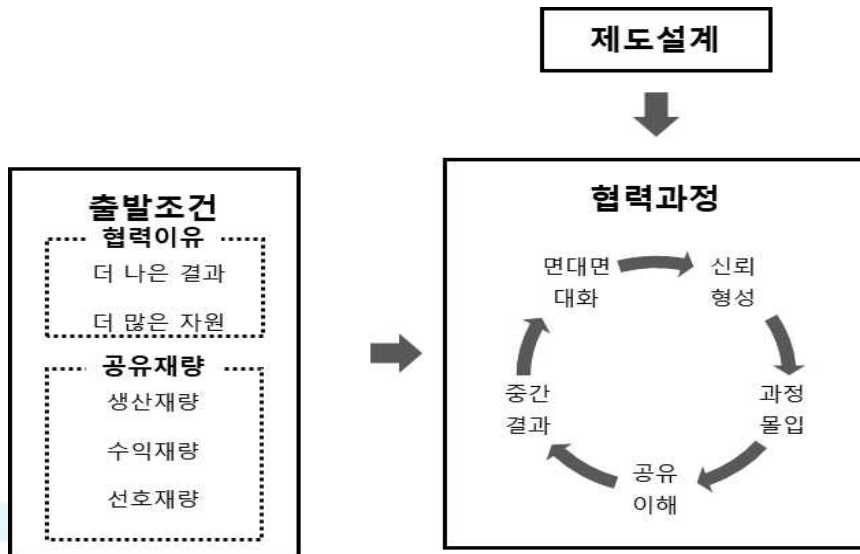 제도설계
출발조건
협력이유
더 나은 결과
더 많은 자원
공유재량
생산재량
수익재량
선호재량
협력과정
면대면
대화
신뢰
형성
과정
몰입
공유
이해
중간
결과